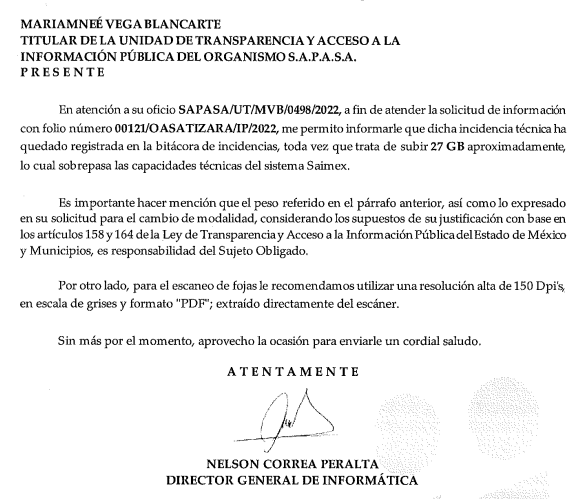 MARIAMNEÉ VEGA BLANCARTE
TITULAR DE LA UNIDAD DE TRANSPARENCIA Y ACCESO A LA
INFORMACIÓN PÚBLICA DEL ORGANISMO S.A.P.A.S.A.
P R E S E N T E
En atención a su oficio SAPASA/UT/MVB/0498/2022, a fin de atender la solicitud de información
con folio número 00121/OASATIZARA/IP/2022, me permito informarle que dicha incidencia técnica ha
quedado registrada en la bitácora de incidencias, toda vez que trata de subir 27 GB aproximadamente,
lo cual sobrepasa las capacidades técnicas del sistema Saimex.
Es importante hacer mención que el peso referido en el párrafo anterior, así como lo expresado
en su solicitud para el cambio de modalidad, considerando los supuestos de su justificación con base en
los artículos 158 y 164 de la Ley de Transparencia y Acceso a la Información Pública del Estado de México
y Municipios, es responsabilidad del Sujeto Obligado.
Por otro lado, para el escaneo de fojas le recomendamos utilizar una resolución alta de 150 Dpi's,
en escala de grises y formato "PDF"; extraído directamente del escáner.
Sin más por el momento, aprovecho la ocasión para enviarle un cordial saludo.
A T E N T A M E N T E
NELSON CORREA PERALTA
DIRECTOR GENERAL DE INFORMÁTICA